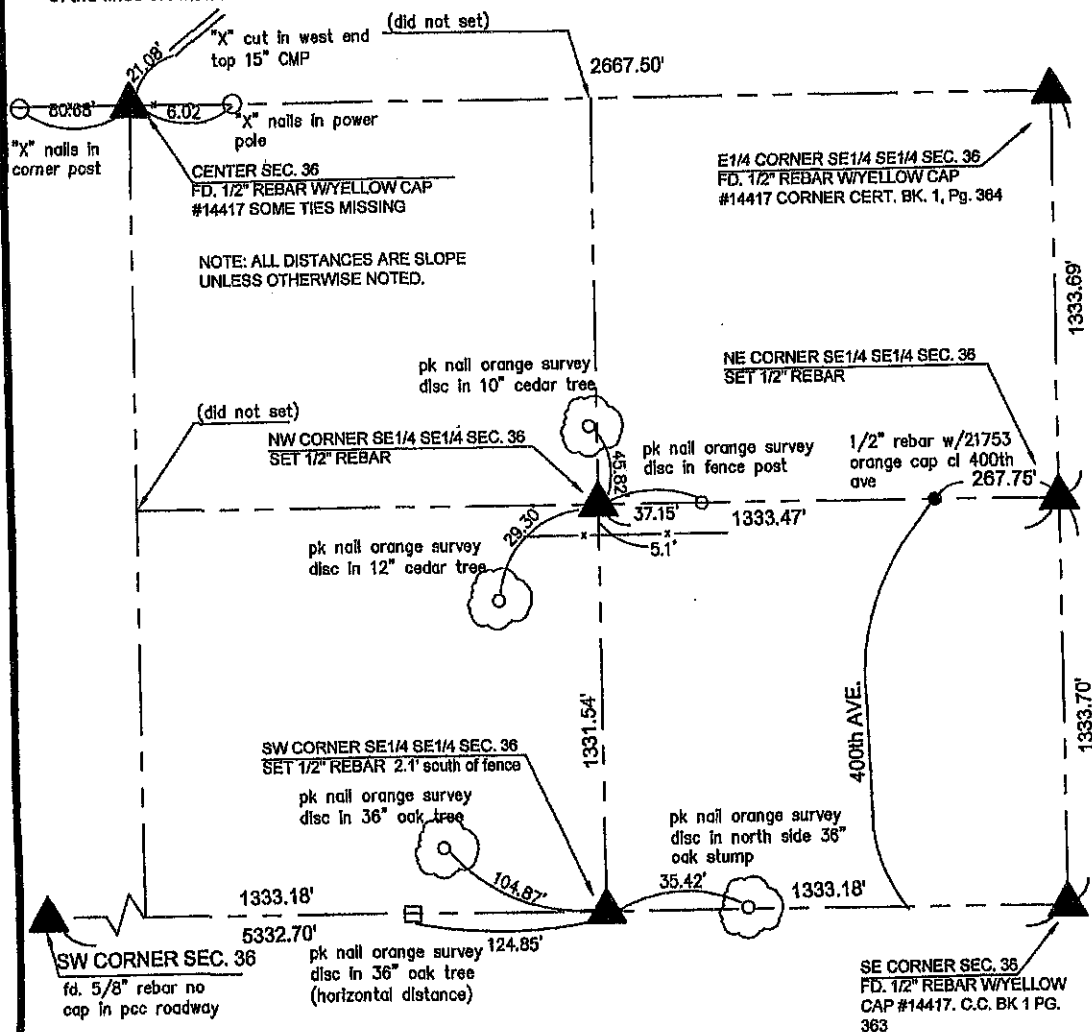 "X" cut in west end
top 15" CMP
(did not set)
21.08'
2667.50'
60.68'
6.02
"X" nails in
corner post
"X" nails in power
pole
CENTER SEC. 36
FD. 1/2" REBAR W/YELLOW CAP
#14417 SOME TIES MISSING
E1/4 CORNER SE1/4 SE1/4 SEC. 36
FD. 1/2" REBAR W/YELLOW CAP
#14417 CORNER CERT. BK. 1, Pg. 364
NOTE: ALL DISTANCES ARE SLOPE
UNLESS OTHERWISE NOTED.
1333.69'
pk nail orange survey
disc in 10" cedar tree
NE CORNER SE1/4 SE1/4 SEC. 36
SET 1/2" REBAR
(did not set)
NW CORNER SE1/4 SE1/4 SEC. 36
SET 1/2" REBAR
pk nail orange survey
disc in fence post
1/2" rebar w/21753
orange cap cl 400th
ave
267.75'
45.82'
37.15'
1333.47'
29.30'
x x
5.1'
pk nail orange survey
disc in 12" cedar tree
1331.54'
400th AVE.
1333.70'
SW CORNER SE1/4 SE1/4 SEC. 36
SET 1/2" REBAR 2.1' south of fence
pk nail orange survey
disc in 36" oak tree
pk nail orange survey
disc in north side 36"
oak stump
104.87'
35.42'
1333.18'
1333.18'
5332.70'
124.85'
SW CORNER SEC. 36
fd. 5/8" rebar no
cap in pcc roadway
pk nail orange survey
disc in 36" oak tree
(horizontal distance)
SE CORNER SEC. 36
FD. 1/2" REBAR W/YELLOW
CAP #14417. C.C. BK 1 PG.
363